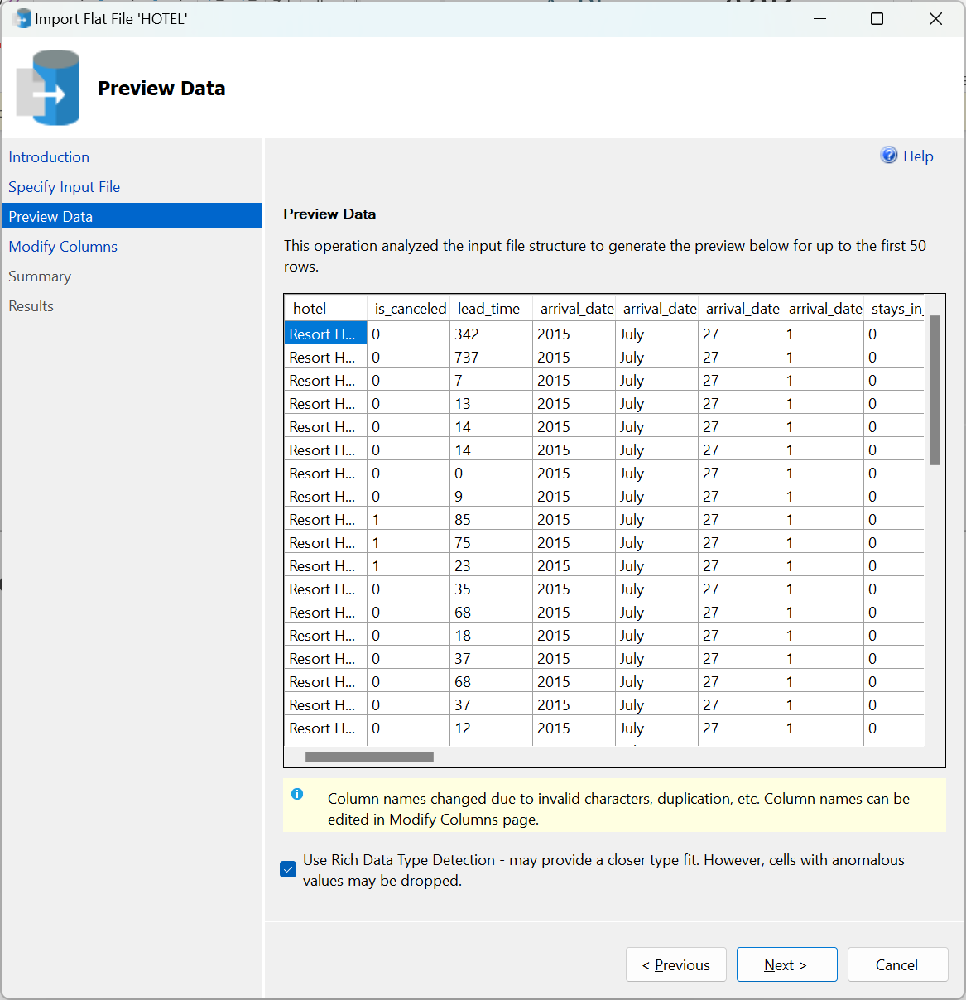 Import Flat File 'HOTEL'
Preview Data
Introduction
Specify Input File
Preview Data
Modify Columns
Summary
Results
Help
Preview Data
This operation analyzed the input file structure to generate the preview below for up to the first 50
rows.
hotel is_canceled lead_time arrival_date arrival_date arrival_date arrival_date stays_in_
Resort H... 0 342 2015 July 27 1 0
Resort H... 0 737 2015 July 27 1 0
Resort H... 0 7 2015 July 27 1 0
Resort H... 0 13 2015 July 27 1 0
Resort H... 0 14 2015 July 27 1 0
Resort H... 0 14 2015 July 27 1 0
Resort H... 0 0 2015 July 27 1 0
Resort H... 0 9 2015 July 27 1 0
Resort H... 1 85 2015 July 27 1 0
Resort H... 1 75 2015 July 27 1 0
Resort H... 1 23 2015 July 27 1 0
Resort H... 0 35 2015 July 27 1 0
Resort H... 0 68 2015 July 27 1 0
Resort H... 0 18 2015 July 27 1 0
Resort H... 0 37 2015 July 27 1 0
Resort H... 0 68 2015 July 27 1 0
Resort H... 0 37 2015 July 27 1 0
Resort H... 0 12 2015 July 27 1 0
Column names changed due to invalid characters, duplication, etc. Column names can be
edited in Modify Columns page.
Use Rich Data Type Detection - may provide a closer type fit. However, cells with anomalous
values may be dropped.
< Previous
Next >
Cancel